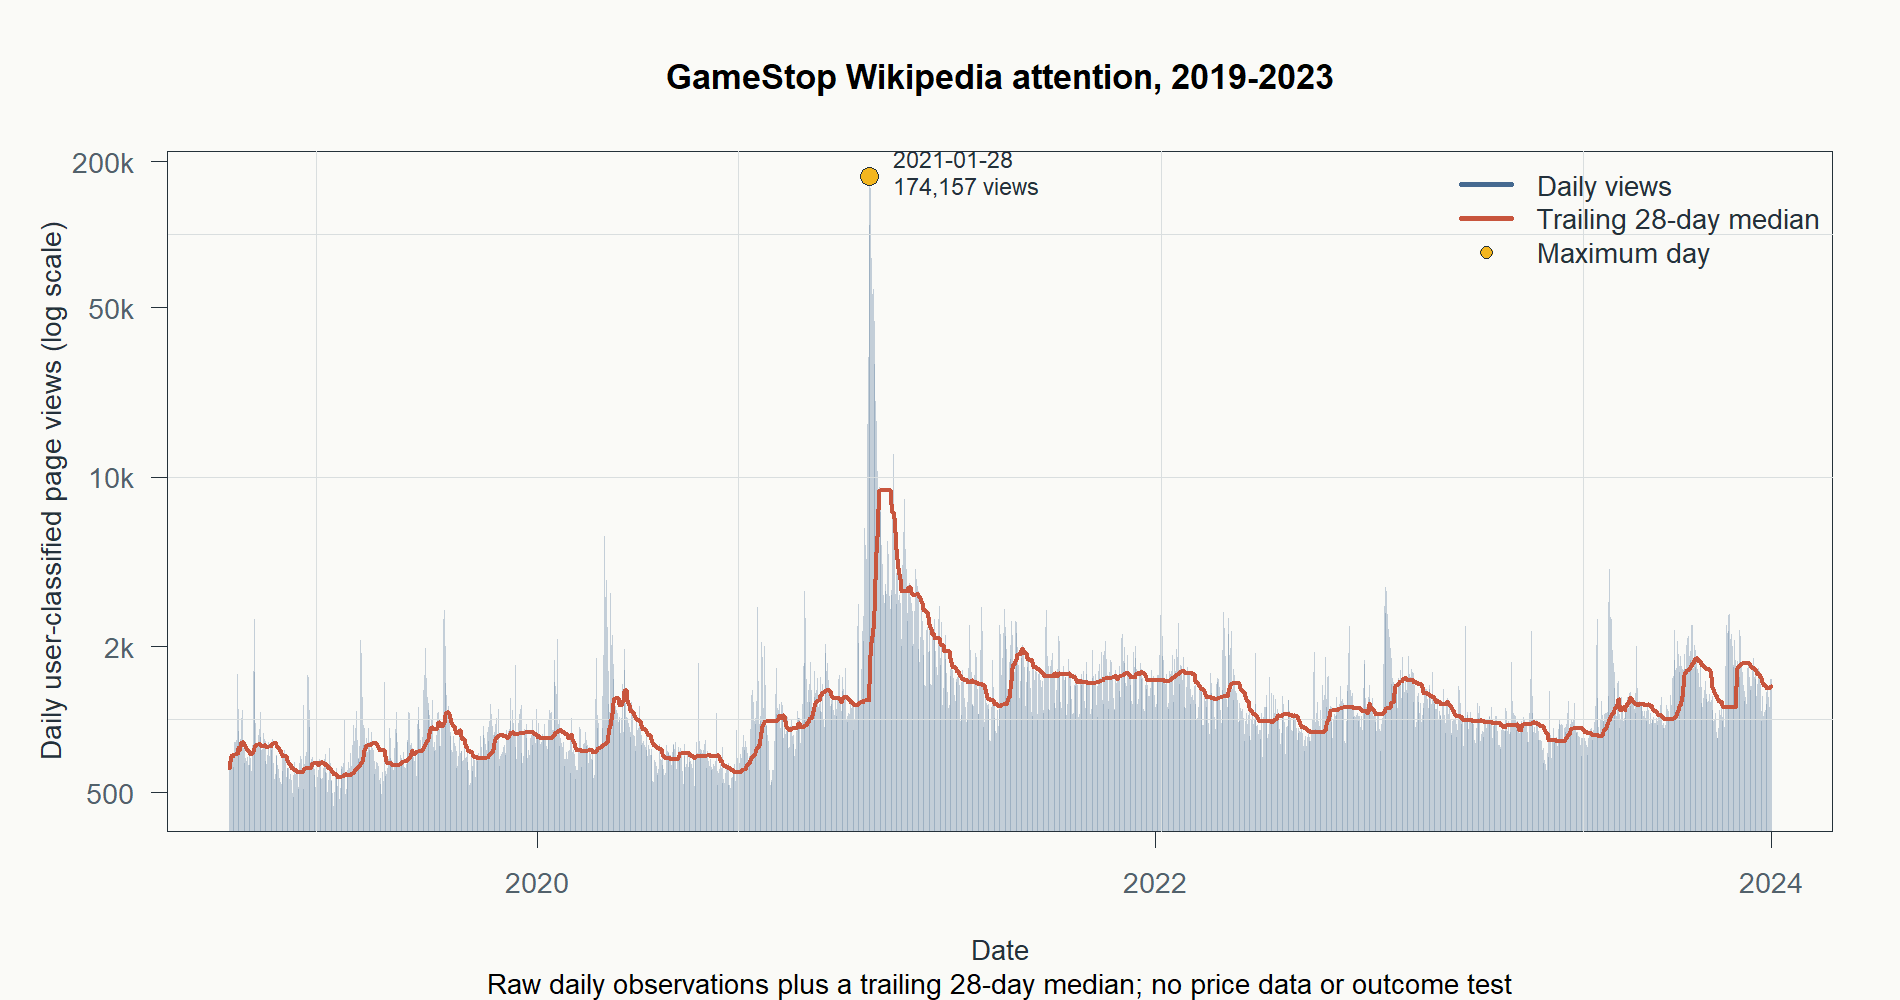 GameStop Wikipedia attention, 2019-2023
200k
50k
10k
2k
500
Daily user-classified page views (log scale)
2021-01-28
174,157 views
Daily views
Trailing 28-day median
Maximum day
2020
2022
2024
Date
Raw daily observations plus a trailing 28-day median; no price data or outcome test